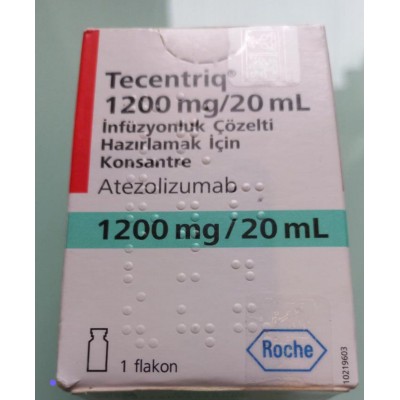 Tecentriq®
1200 mg/20 mL
İnfüzyonluk Çözelti
Hazırlamak İçin
Konsantre
Atezolizumab
1200 mg / 20 mL
1 flakon
Roche
10219603